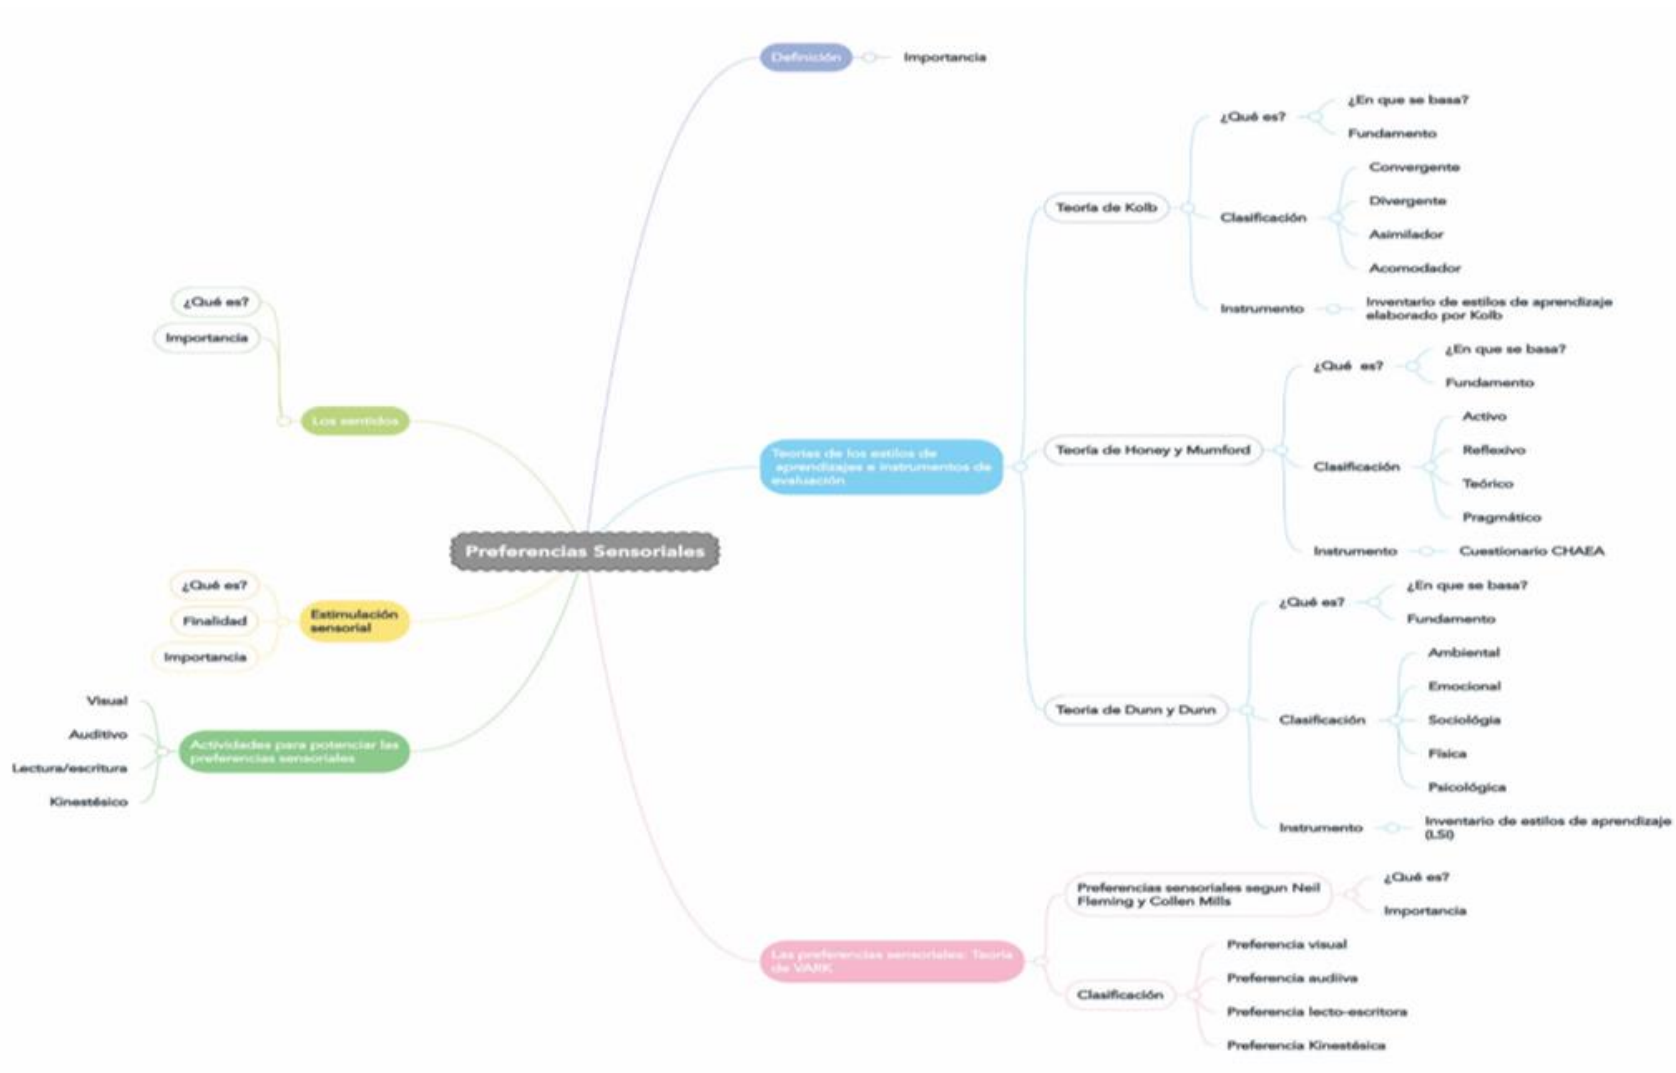 Preferencias Sensoriales
Definición
Importancia
Teorías de los estilos de
aprendizajes e instrumentos de
evaluación
Teoría de Kolb
¿Qué es?
¿En que se basa?
Fundamento
Clasificación
Convergente
Divergente
Asimilador
Acomodador
Instrumento
Inventario de estilos de aprendizaje
elaborado por Kolb
Teoría de Honey y Mumford
¿Qué es?
¿En que se basa?
Fundamento
Clasificación
Activo
Reflexivo
Teórico
Pragmático
Instrumento
Cuestionario CHAEA
Teoría de Dunn y Dunn
¿Qué es?
¿En que se basa?
Fundamento
Clasificación
Ambiental
Emocional
Sociológia
Física
Psicológica
Instrumento
Inventario de estilos de aprendizaje
(LSI)
Las preferencias sensoriales: Teoría
de VARK
Preferencias sensoriales segun Neil
Fleming y Collen Mills
¿Qué es?
Importancia
Clasificación
Preferencia visual
Preferencia audiiva
Preferencia lecto-escritora
Preferencia Kinestésica
Los sentidos
¿Qué es?
Importancia
Estimulación
sensorial
¿Qué es?
Finalidad
Importancia
Actividades para potenciar las
preferencias sensoriales
Visual
Auditivo
Lectura/escritura
Kinestésico